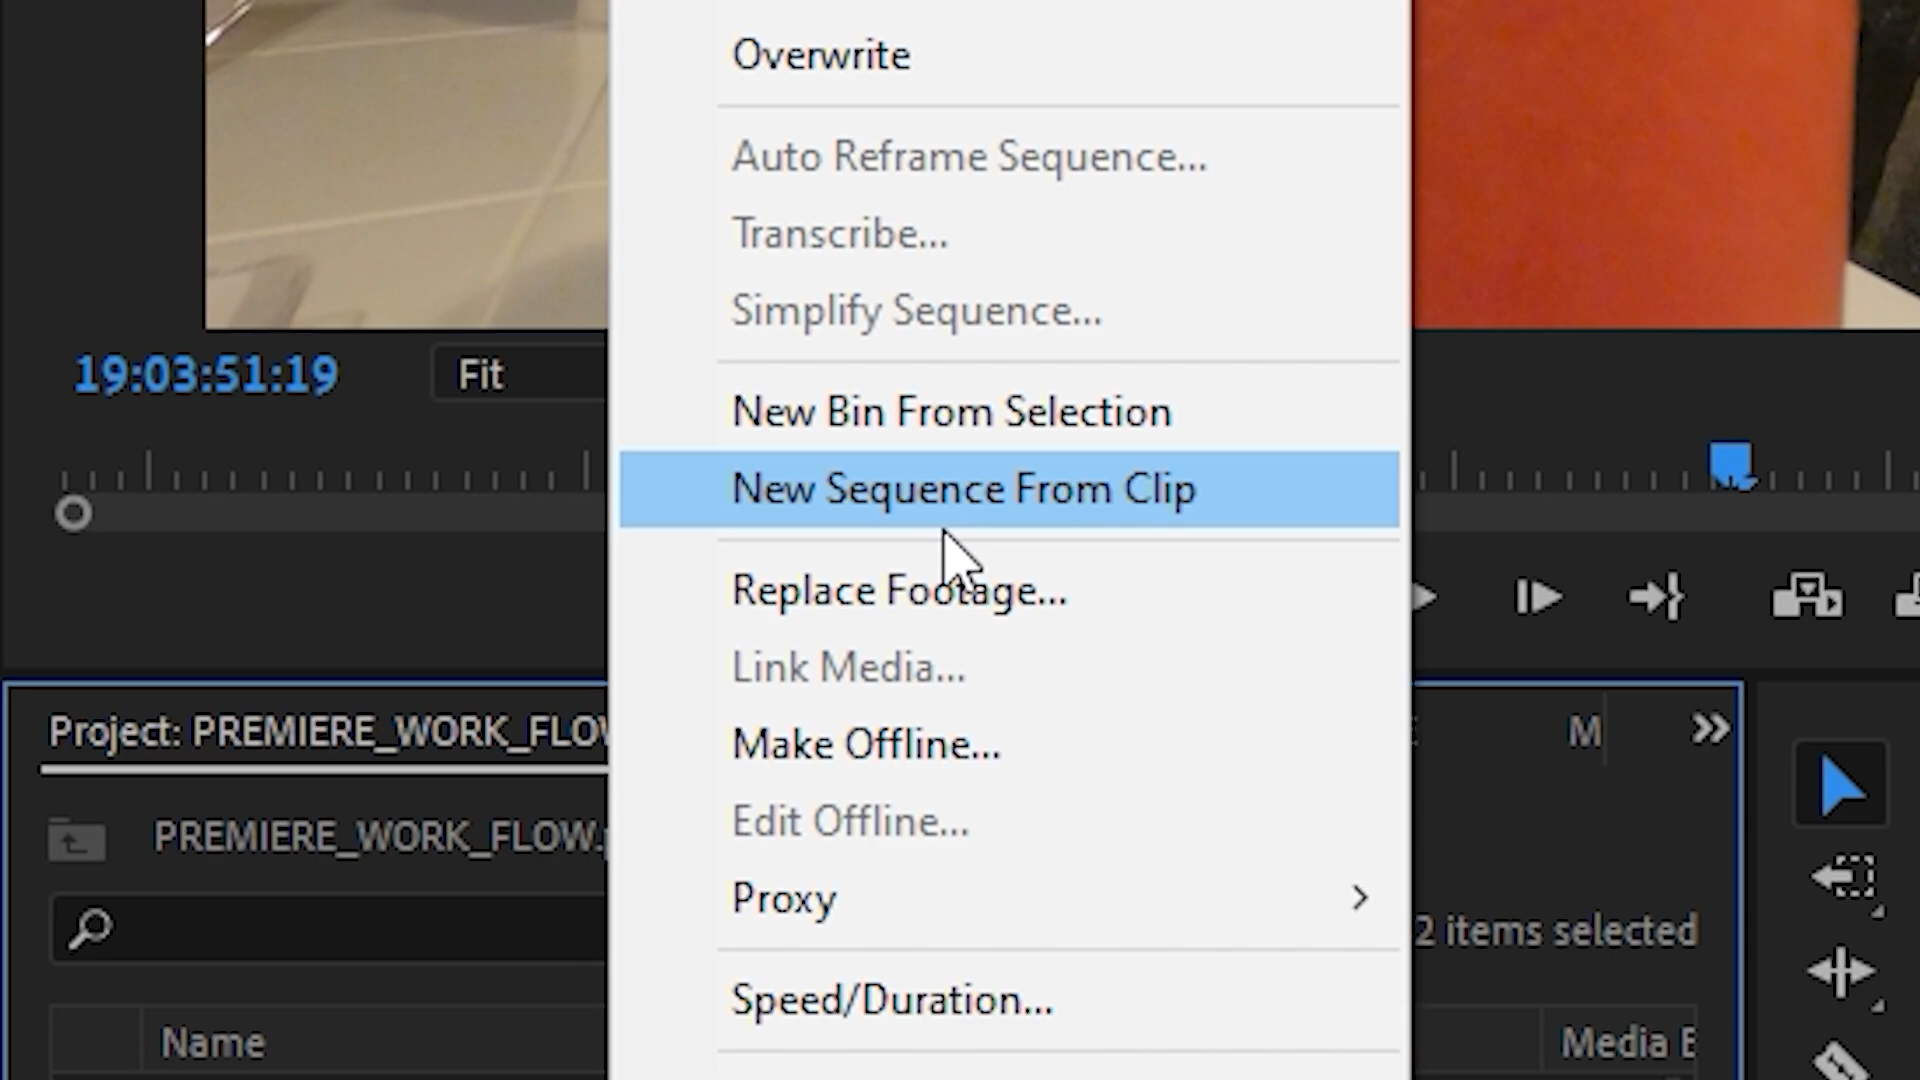 Overwrite
Auto Reframe Sequence...
Transcribe...
Simplify Sequence...
19:03:51:19
Fit
New Bin From Selection
New Sequence From Clip
Replace Footage...
Link Media...
Project: PREMIERE_WORK_FLO
M
Make Offline...
PREMIERE_WORK_FLOW.
Edit Offline...
Proxy
2 items selected
Speed/Duration...
Name
Media